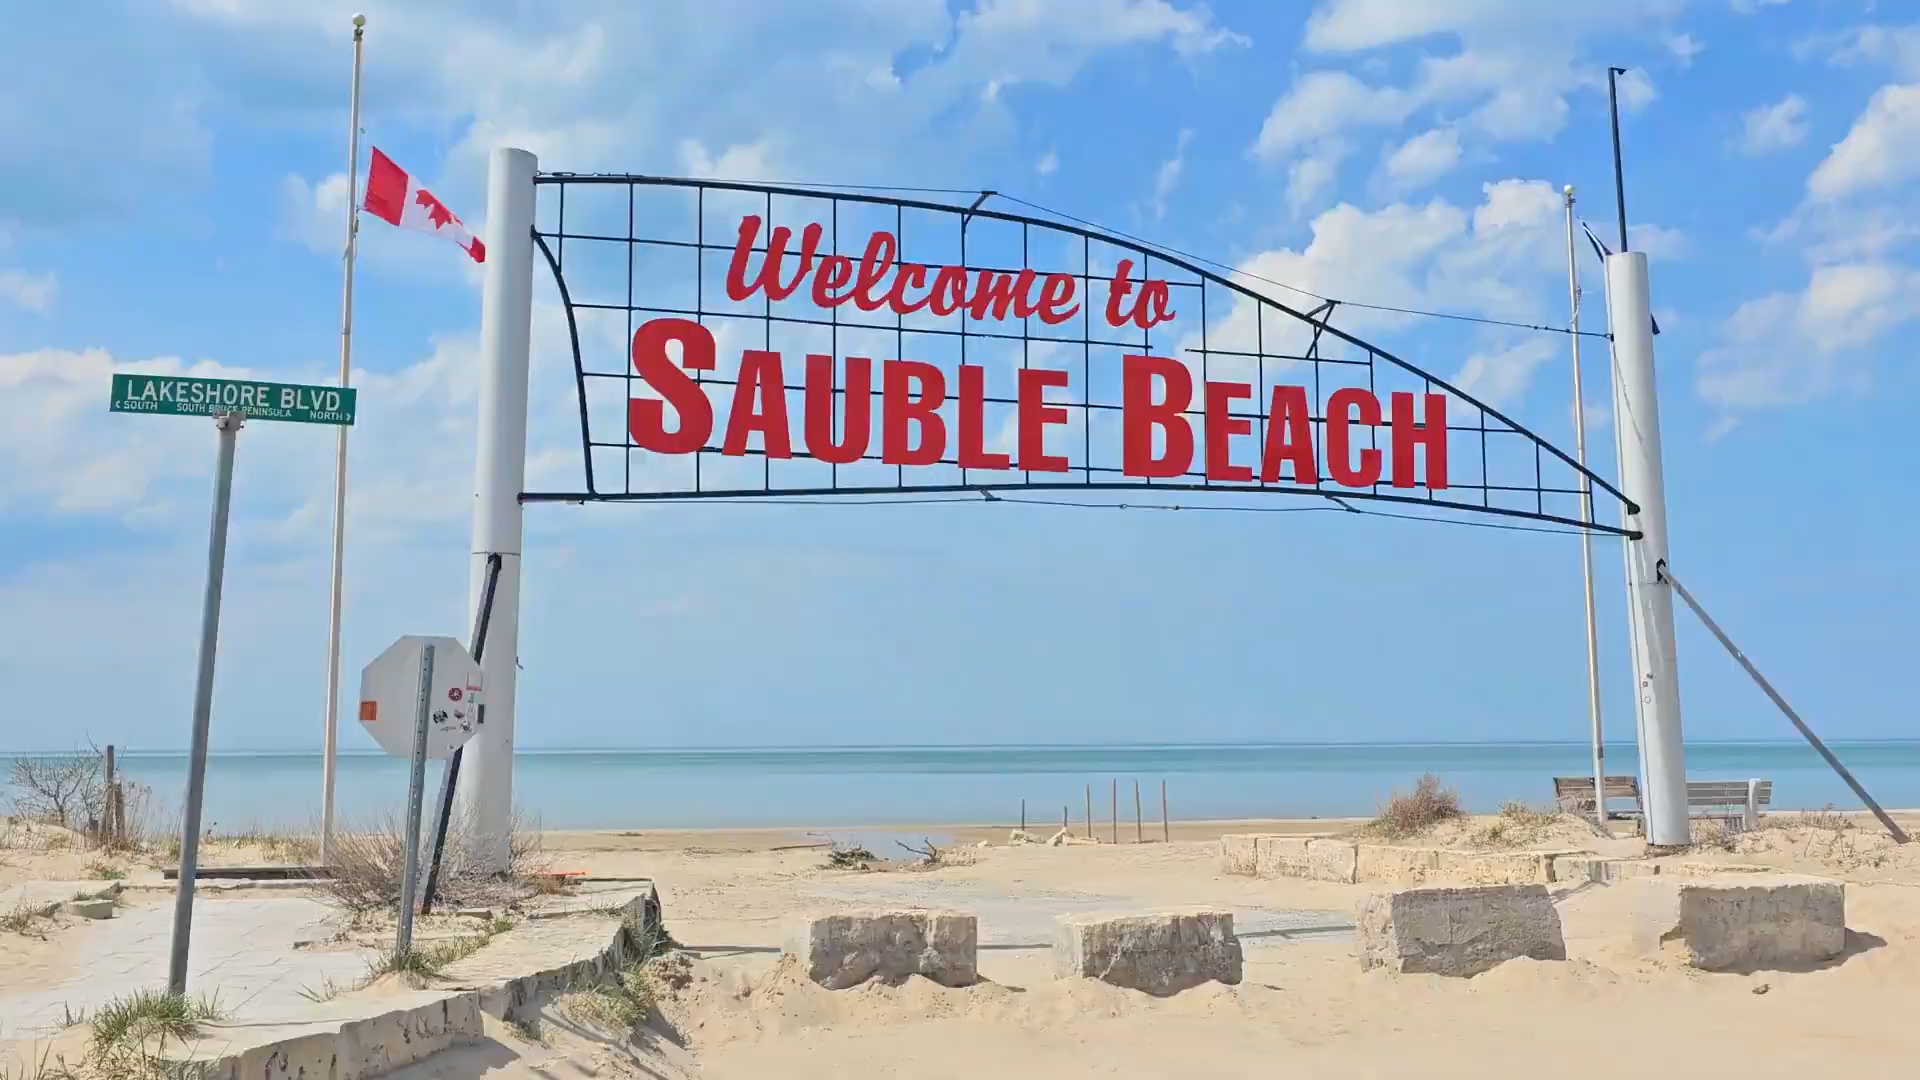 Welcome to
SAUBLE BEACH
LAKESHORE BLVD
< SOUTH SOUTH BRUCE PENINSULA NORTH >